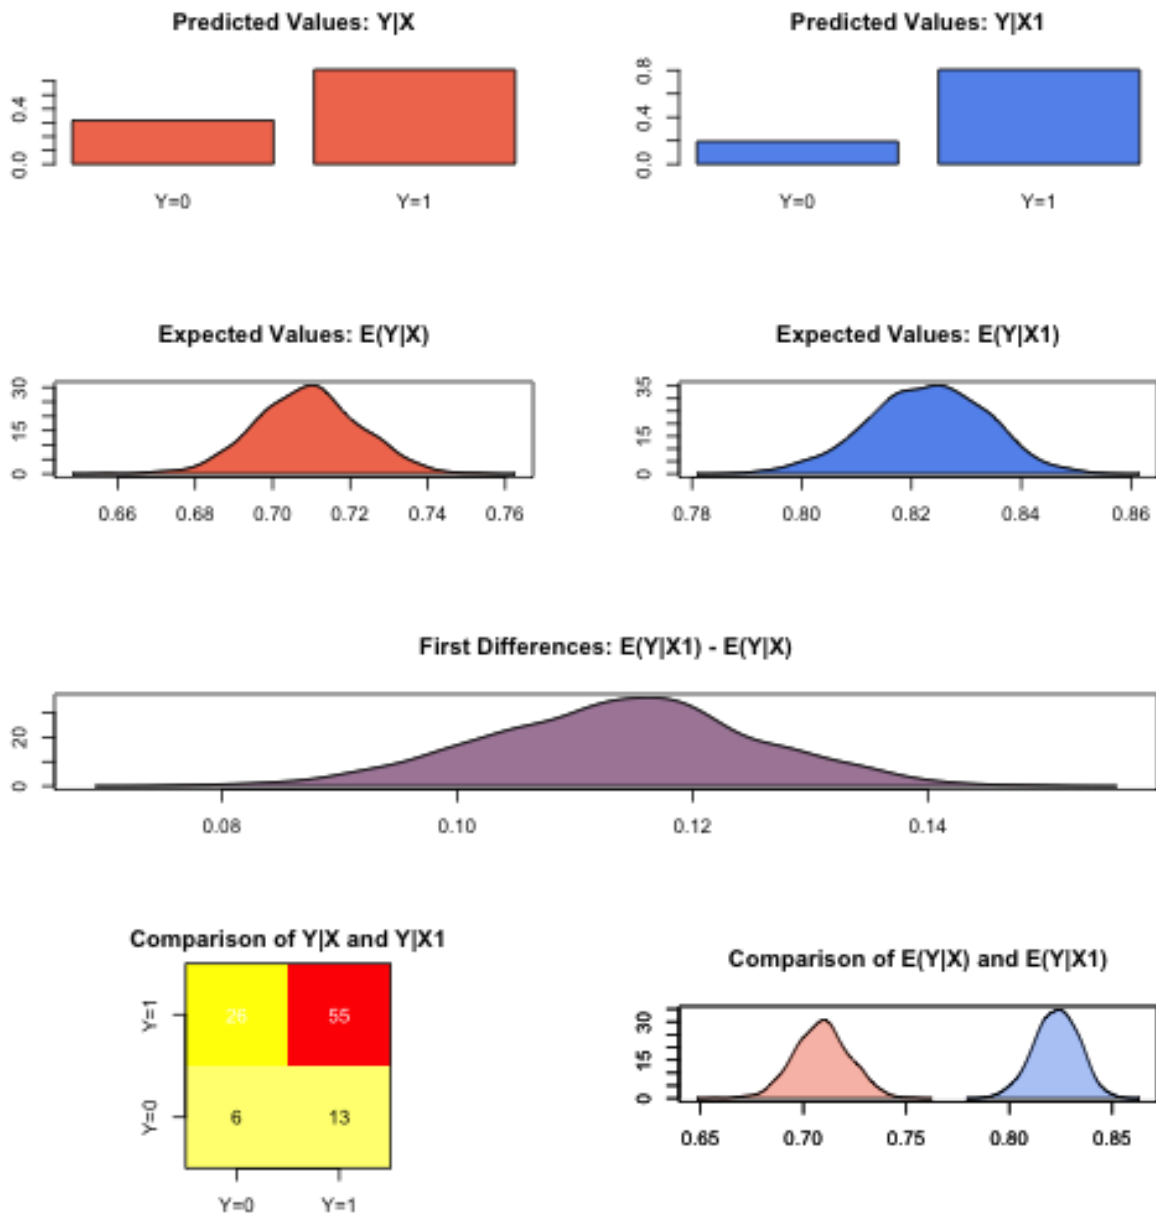 Predicted Values: Y|X
0.0 0.4
Y=0 Y=1
Predicted Values: Y|X1
0.0 0.4 0.8
Y=0 Y=1
Expected Values: E(Y|X)
0 15 30
0.66 0.68 0.70 0.72 0.74 0.76
Expected Values: E(Y|X1)
0 15 35
0.78 0.80 0.82 0.84 0.86
First Differences: E(Y|X1) - E(Y|X)
0 20
0.08 0.10 0.12 0.14
Comparison of Y|X and Y|X1
Y=1 26 55
Y=0 6 13
Y=0 Y=1
Comparison of E(Y|X) and E(Y|X1)
0 15 30
0.65 0.70 0.75 0.80 0.85